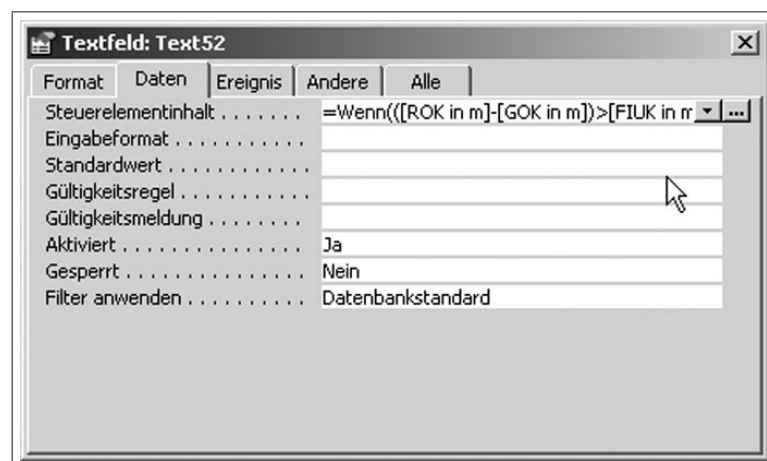 Textfeld: Text52
Format Daten Ereignis Andere Alle
Steuerelementinhalt . . . . . . . =Wenn(([ROK in m]-[GOK in m])>[FIUK in m ...
Eingabeformat . . . . . . . . . . .
Standardwert . . . . . . . . . . . .
Gültigkeitsregel . . . . . . . . . . .
Gültigkeitsmeldung . . . . . . . .
Aktiviert . . . . . . . . . . . . . . . Ja
Gesperrt . . . . . . . . . . . . . . . Nein
Filter anwenden . . . . . . . . . . Datenbankstandard